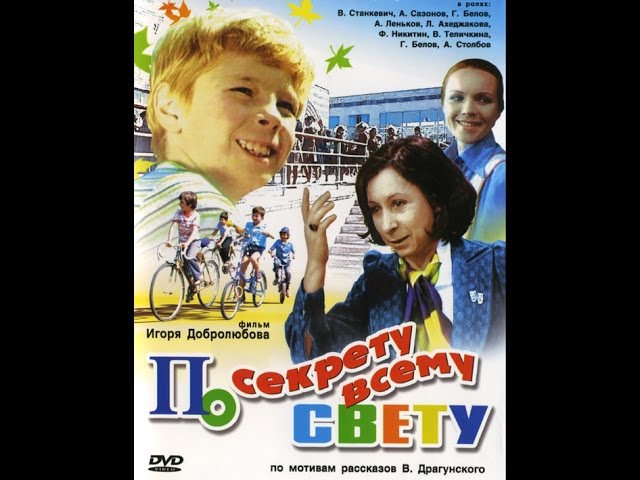 в ролях:
В. Станкевич, А. Сазонов, Г. Белов,
А. Леньков, Л. Ахеджакова,
Ф. Никитин, В. Теличкина,
Г. Белов, А. Столбов
фильм
Игоря Добролюбова
По секрету
всему
СВЕТУ
DVD
VIDEO
по мотивам рассказов В. Драгунского